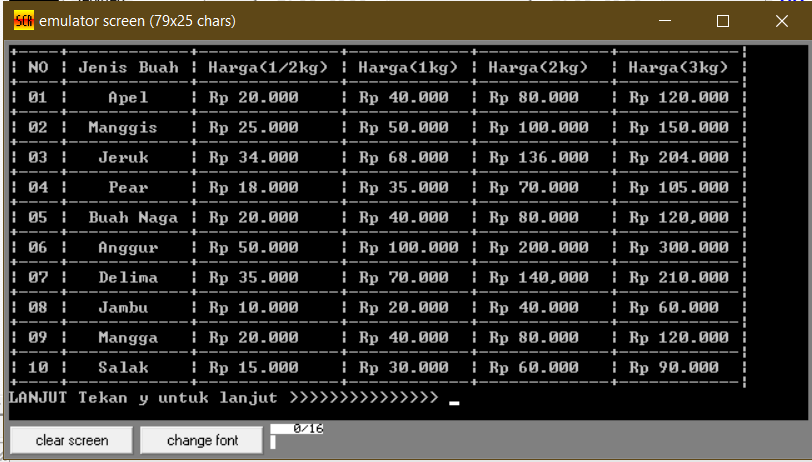 emulator screen (79x25 chars)
NO Jenis Buah Harga(1/2kg) Harga(1kg) Harga(2kg) Harga(3kg)
01 Apel Rp 20.000 Rp 40.000 Rp 80.000 Rp 120.000
02 Manggis Rp 25.000 Rp 50.000 Rp 100.000 Rp 150.000
03 Jeruk Rp 34.000 Rp 68.000 Rp 136.000 Rp 204.000
04 Pear Rp 18.000 Rp 35.000 Rp 70.000 Rp 105.000
05 Buah Naga Rp 20.000 Rp 40.000 Rp 80.000 Rp 120,000
06 Anggur Rp 50.000 Rp 100.000 Rp 200.000 Rp 300.000
07 Delima Rp 35.000 Rp 70.000 Rp 140,000 Rp 210.000
08 Jambu Rp 10.000 Rp 20.000 Rp 40.000 Rp 60.000
09 Mangga Rp 20.000 Rp 40.000 Rp 80.000 Rp 120.000
10 Salak Rp 15.000 Rp 30.000 Rp 60.000 Rp 90.000
LANJUT Tekan y untuk lanjut >>>>>>>>>>>>>>> _
clear screen change font 0/16